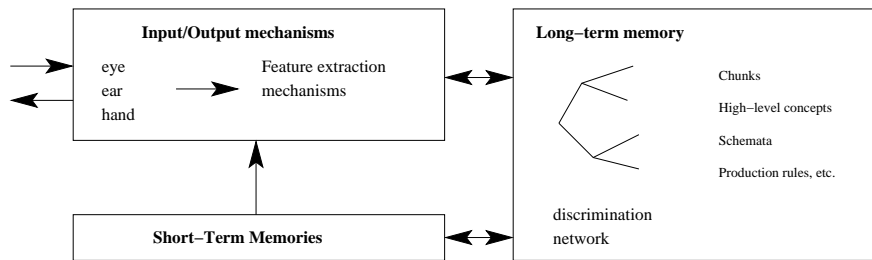 Input/Output mechanisms
eye
ear
hand
Feature extraction
mechanisms
Short−Term Memories
Long−term memory
Chunks
High−level concepts
Schemata
Production rules, etc.
discrimination
network